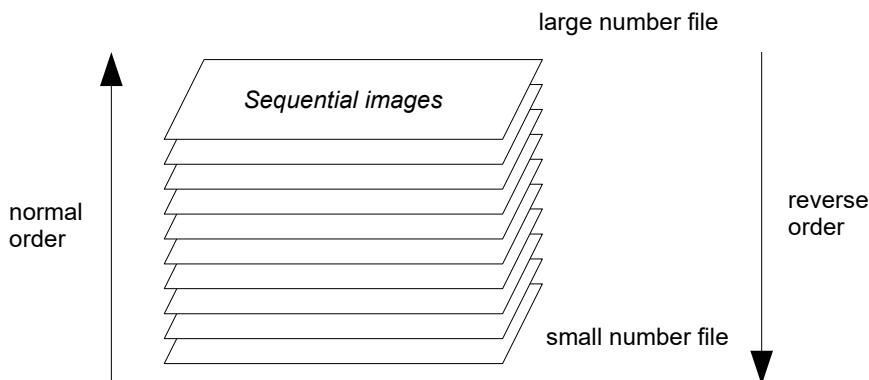 large number file
Sequential images
normal
order
reverse
order
small number file